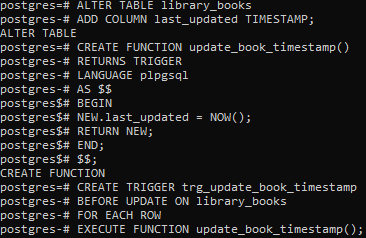 postgres=# ALTER TABLE library_books
postgres-# ADD COLUMN last_updated TIMESTAMP;
ALTER TABLE
postgres=# CREATE FUNCTION update_book_timestamp()
postgres-# RETURNS TRIGGER
postgres-# LANGUAGE plpgsql
postgres-# AS $$
postgres$# BEGIN
postgres$# NEW.last_updated = NOW();
postgres$# RETURN NEW;
postgres$# END;
postgres$# $$;
CREATE FUNCTION
postgres=# CREATE TRIGGER trg_update_book_timestamp
postgres-# BEFORE UPDATE ON library_books
postgres-# FOR EACH ROW
postgres-# EXECUTE FUNCTION update_book_timestamp();